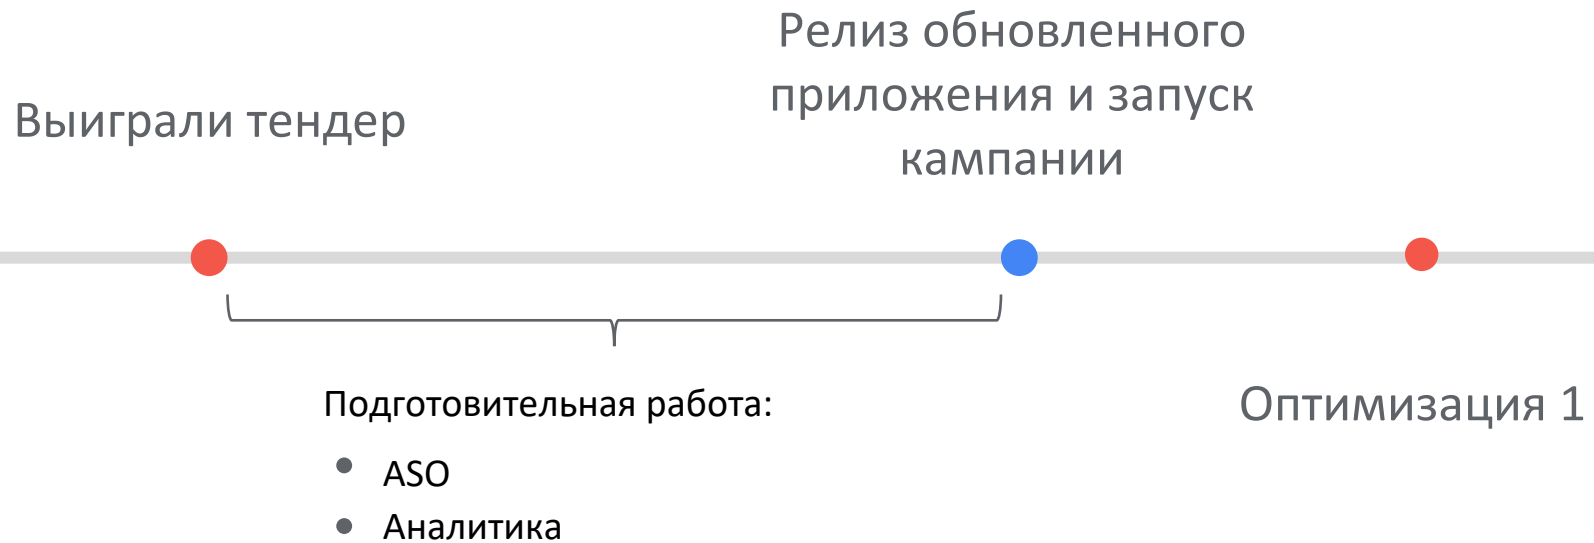 Выиграли тендер
Релиз обновленного
приложения и запуск
кампании
Подготовительная работа:
ASO
Аналитика
Оптимизация 1